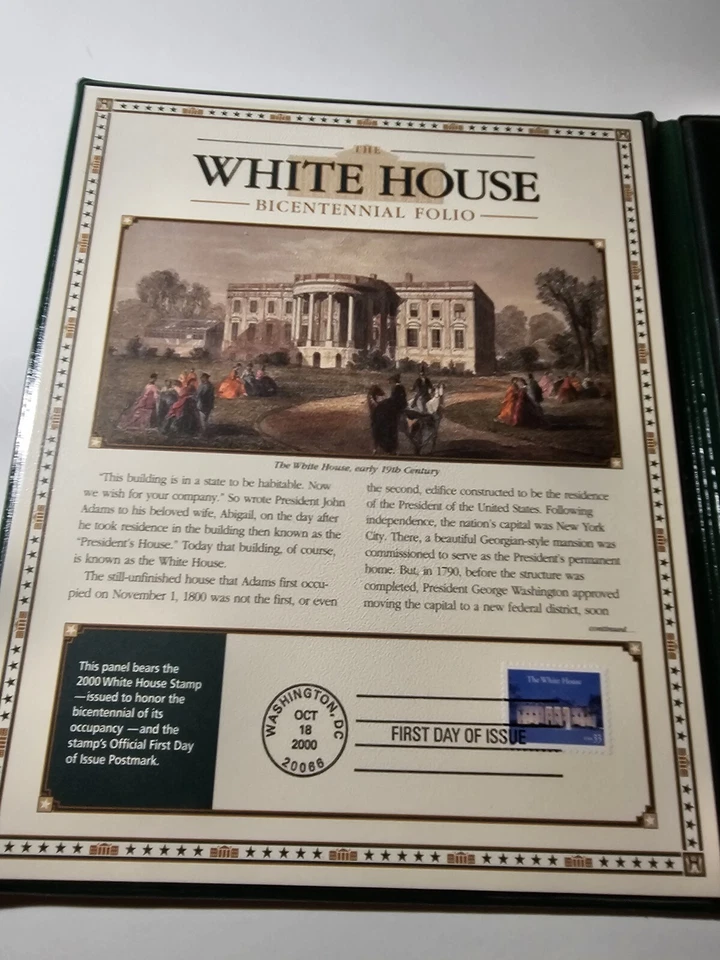 THE
WHITE HOUSE
BICENTENNIAL FOLIO
The White House, early 19th Century
"This building is in a state to be habitable. Now
we wish for your company." So wrote President John
Adams to his beloved wife, Abigail, on the day after
he took residence in the building then known as the
"President's House." Today that building, of course,
is known as the White House.
The still-unfinished house that Adams first occu-
pied on November 1, 1800 was not the first, or even
the second, edifice constructed to be the residence
of the President of the United States. Following
independence, the nation's capital was New York
City. There, a beautiful Georgian-style mansion was
commissioned to serve as the President's permanent
home. But, in 1790, before the structure was
completed, President George Washington approved
moving the capital to a new federal district, soon
continued...
This panel bears the
2000 White House Stamp
—issued to honor the
bicentennial of its
occupancy —and the
stamp's Official First Day
of Issue Postmark.
WASHINGTON, DC
OCT
18
2000
20066
FIRST DAY OF ISSUE
The White House
USA 33